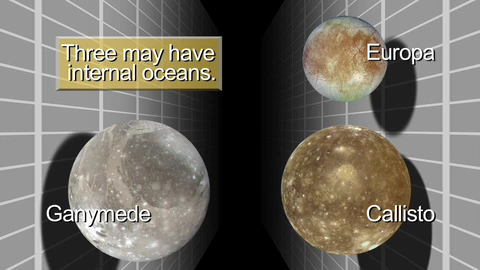 Three may have
internal oceans.
Europa
Ganymede
Callisto